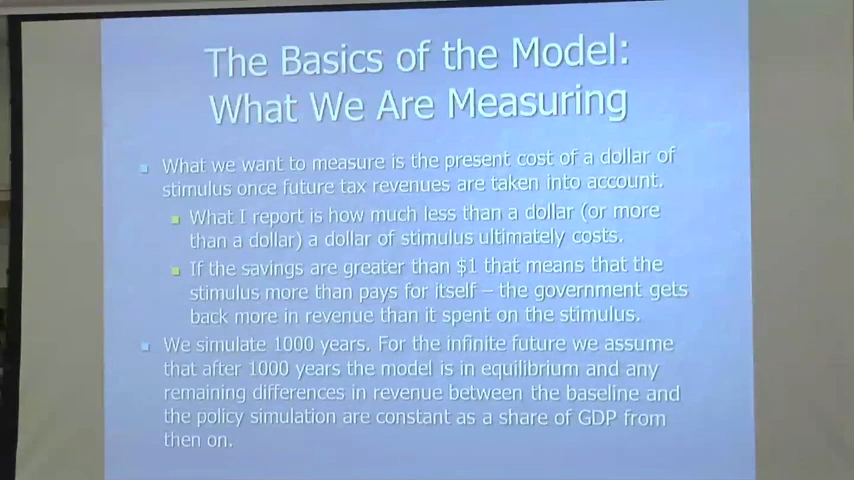 The Basics of the Model:
What We Are Measuring
What we want to measure is the present cost of a dollar of
stimulus once future tax revenues are taken into account.
What I report is how much less than a dollar (or more
than a dollar) a dollar of stimulus ultimately costs.
If the savings are greater than $1 that means that the
stimulus more than pays for itself – the government gets
back more in revenue than it spent on the stimulus.
We simulate 1000 years. For the infinite future we assume
that after 1000 years the model is in equilibrium and any
remaining differences in revenue between the baseline and
the policy simulation are constant as a share of GDP from
then on.